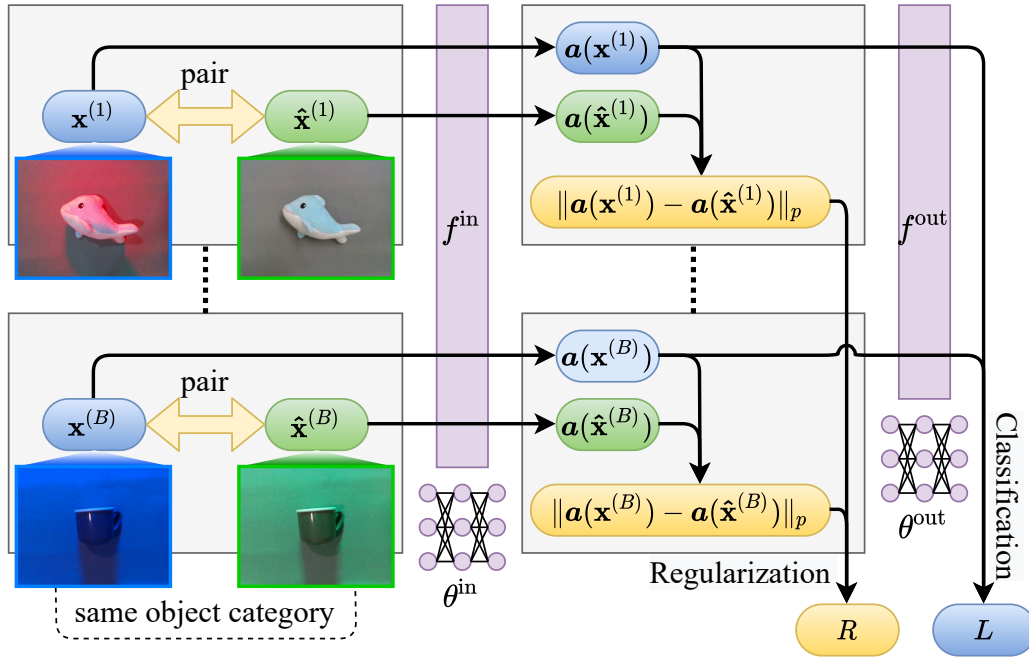 x^(1)
pair
x̂^(1)
f^in
a(x^(1))
a(x̂^(1))
‖a(x^(1)) − a(x̂^(1))‖_p
f^out
x^(B)
pair
x̂^(B)
same object category
θ^in
a(x^(B))
a(x̂^(B))
‖a(x^(B)) − a(x̂^(B))‖_p
θ^out
Regularization
Classification
R
L